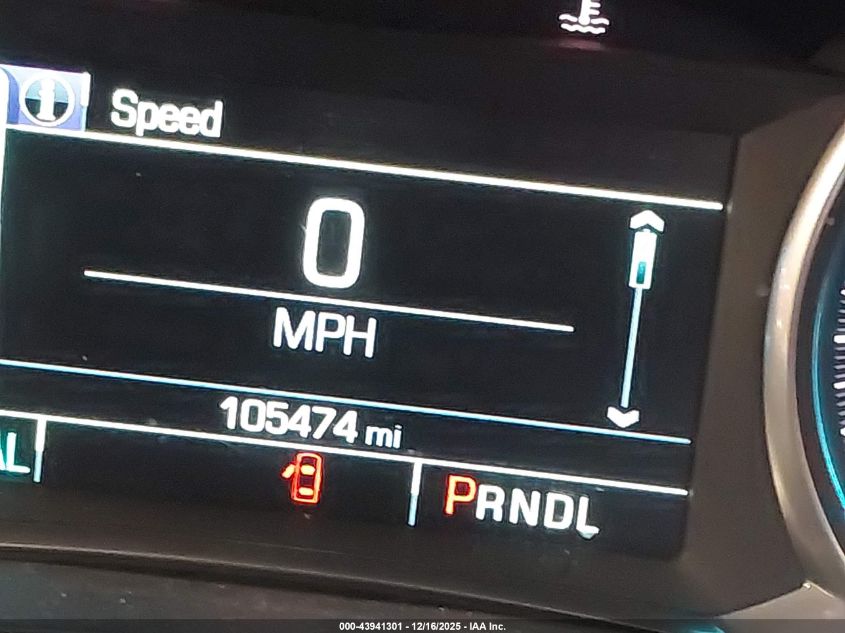 i Speed
0
MPH
105474 mi
AL PRNDL
000-43941301 - 12/16/2025 - IAA Inc.